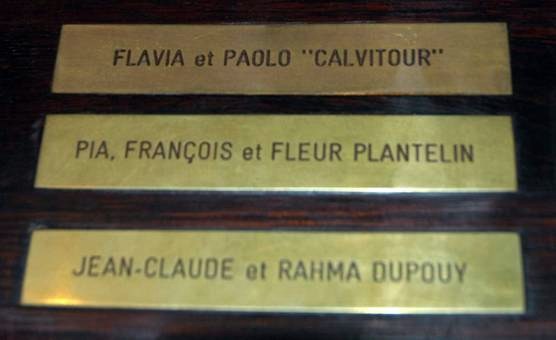 FLAVIA et PAOLO "CALVITOUR"
PIA, FRANÇOIS et FLEUR PLANTELIN
JEAN-CLAUDE et RAHMA DUPOUY